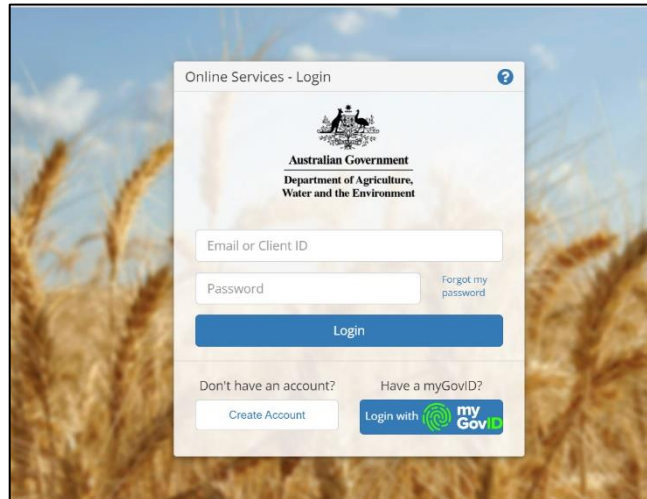 Online Services - Login
Australian Government
Department of Agriculture,
Water and the Environment
Email or Client ID
Password
Forgot my
password
Login
Don't have an account?
Have a myGovID?
Create Account
Login with my
GovID